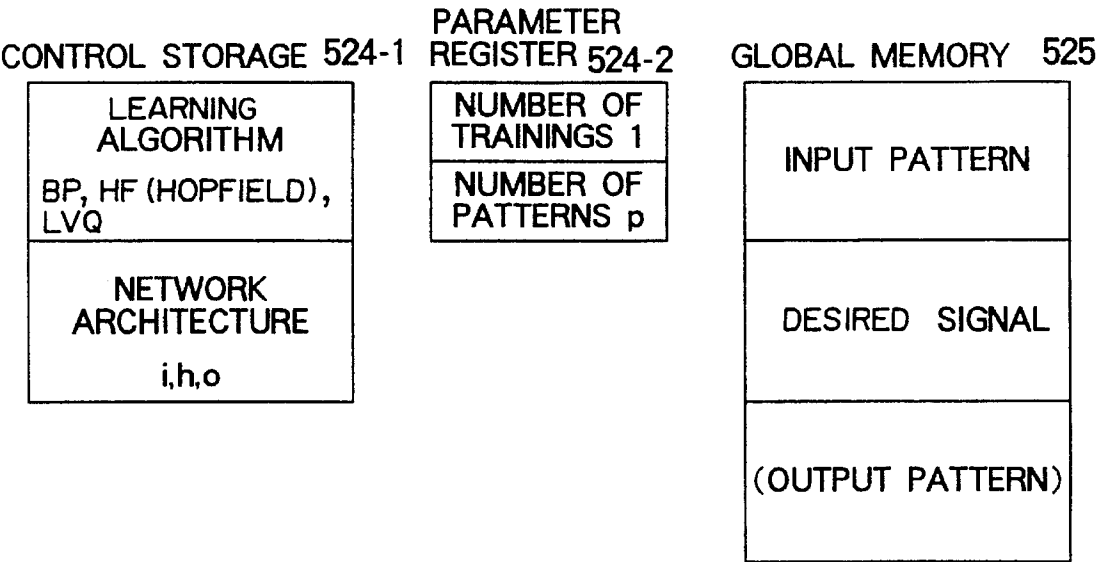 CONTROL STORAGE 524-1
LEARNING
ALGORITHM
BP, HF (HOPFIELD),
LVQ
NETWORK
ARCHITECTURE
i,h,o
PARAMETER
REGISTER 524-2
NUMBER OF
TRAININGS 1
NUMBER OF
PATTERNS p
GLOBAL MEMORY 525
INPUT PATTERN
DESIRED SIGNAL
(OUTPUT PATTERN)